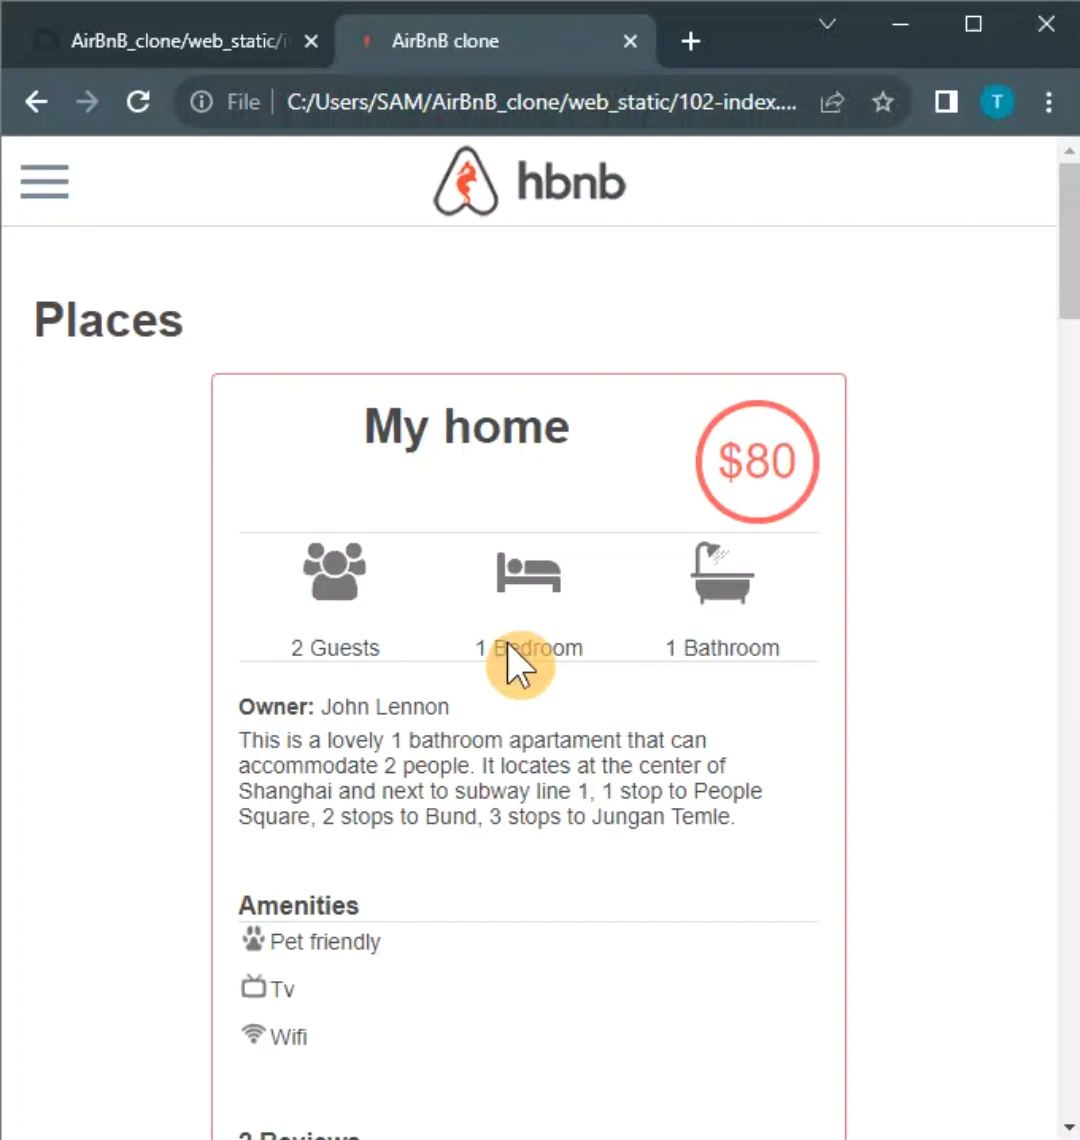 AirBnB_clone/web_static/
AirBnB clone
File
C:/Users/SAM/AirBnB_clone/web_static/102-index....
T
hbnb
Places
My home
$80
2 Guests
1 Bedroom
1 Bathroom
Owner: John Lennon
This is a lovely 1 bathroom apartament that can
accommodate 2 people. It locates at the center of
Shanghai and next to subway line 1, 1 stop to People
Square, 2 stops to Bund, 3 stops to Jungan Temle.
Amenities
Pet friendly
Tv
Wifi